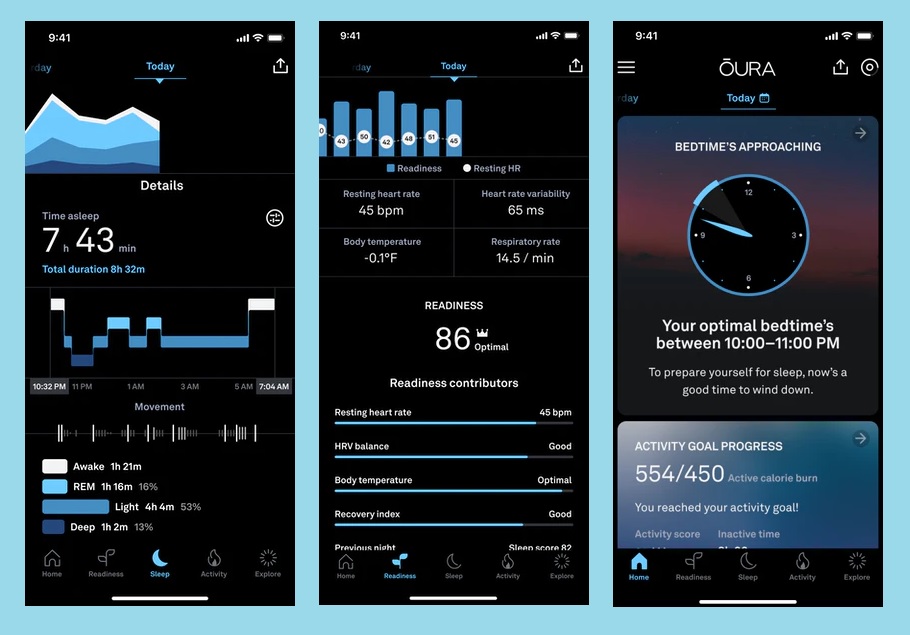 9:41
rday
Today
Details
Time asleep
7 h 43 min
Total duration 8h 32m
10:32 PM 11 PM 1 AM 3 AM 5 AM 7:04 AM
Movement
Awake 1h 21m
REM 1h 16m 16%
Light 4h 4m 53%
Deep 1h 2m 13%
Home Readiness Sleep Activity Explore
9:41
day
Today
0 43 50 42 48 51 45
Readiness Resting HR
Resting heart rate
45 bpm
Heart rate variability
65 ms
Body temperature
-0.1°F
Respiratory rate
14.5 / min
READINESS
86 Optimal
Readiness contributors
Resting heart rate 45 bpm
HRV balance Good
Body temperature Optimal
Recovery index Good
Previous night Sleep score 82
Home Readiness Sleep Activity Explore
9:41
ŌURA
rday
Today
BEDTIME'S APPROACHING
12
9 3
6
Your optimal bedtime's
between 10:00–11:00 PM
To prepare yourself for sleep, now's a
good time to wind down.
ACTIVITY GOAL PROGRESS
554/450 Active calorie burn
You reached your activity goal!
Activity score Inactive time
Home Readiness Sleep Activity Explore